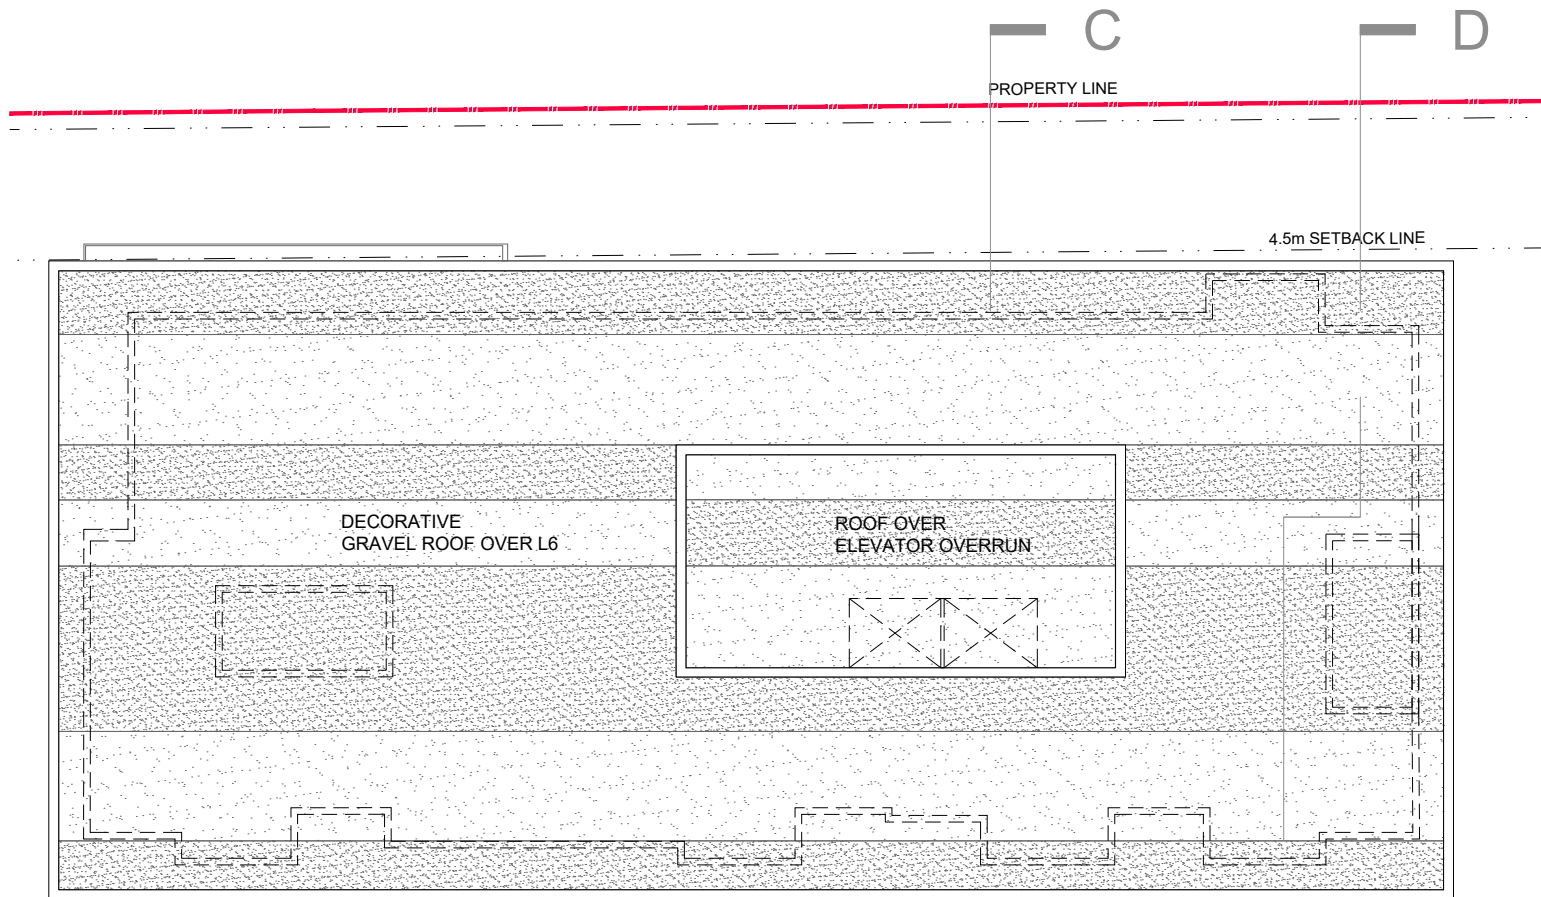 C
D
PROPERTY LINE
4.5m SETBACK LINE
DECORATIVE
GRAVEL ROOF OVER L6
ROOF OVER
ELEVATOR OVERRUN